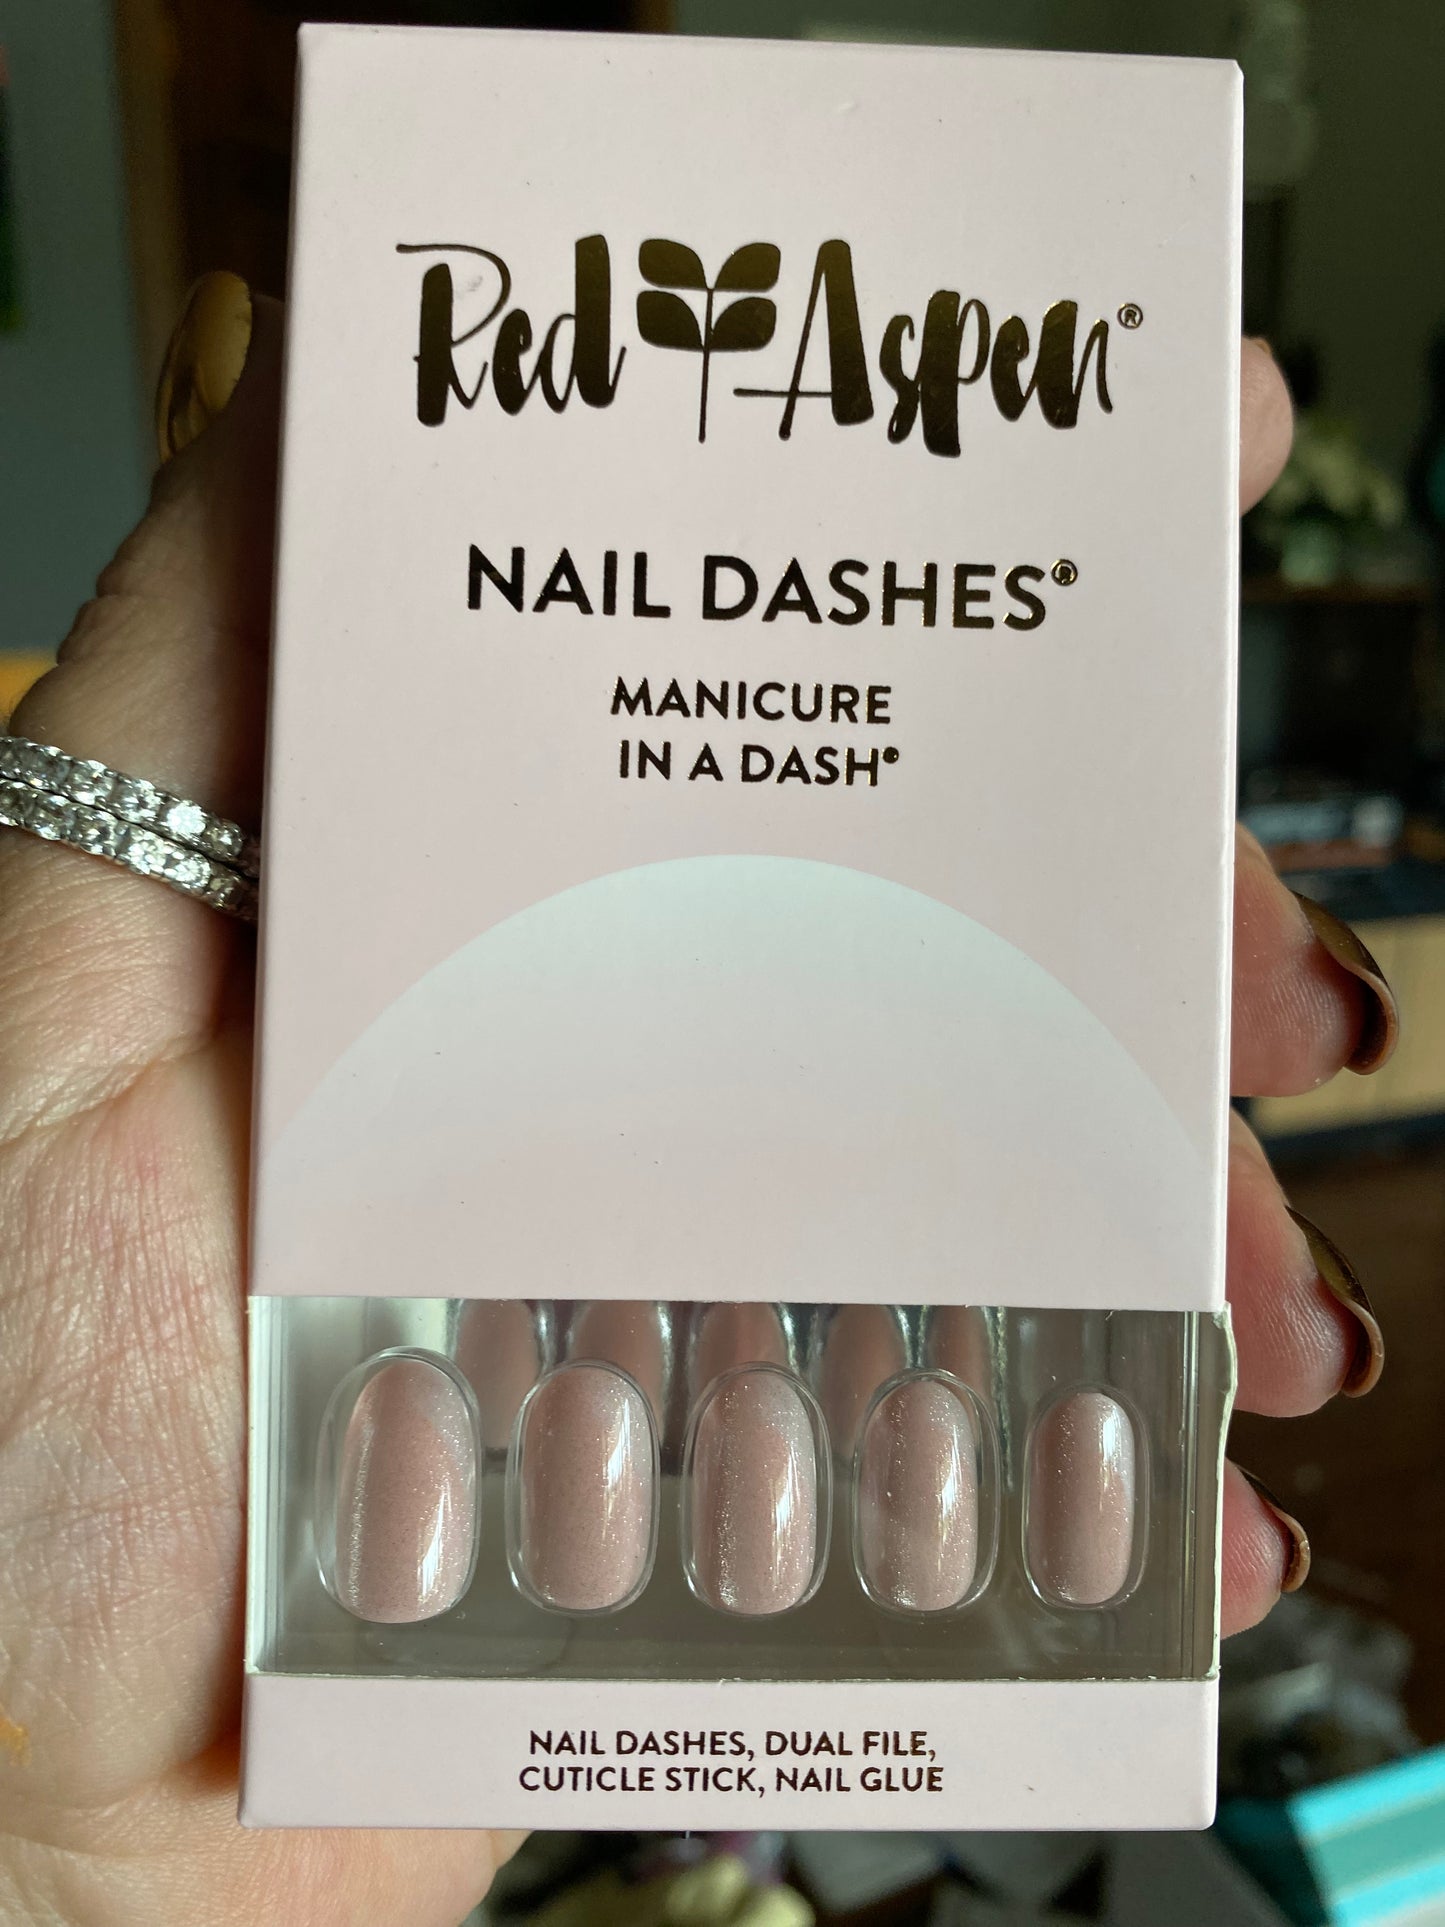 Red Aspen®
NAIL DASHES®
MANICURE
IN A DASH®
NAIL DASHES, DUAL FILE,
CUTICLE STICK, NAIL GLUE